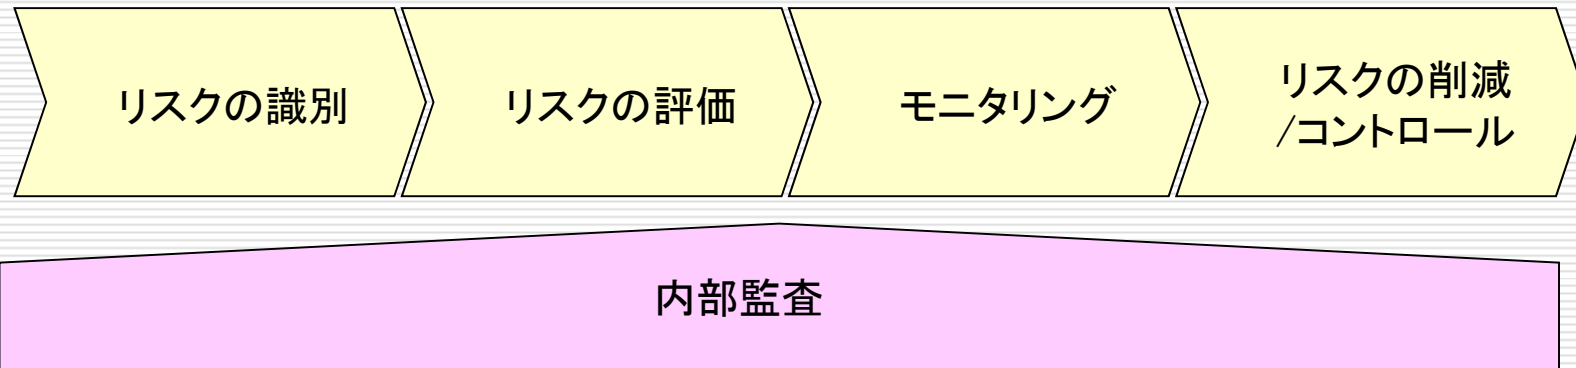 リスクの識別
リスクの評価
モニタリング
リスクの削減
/コントロール
内部監査